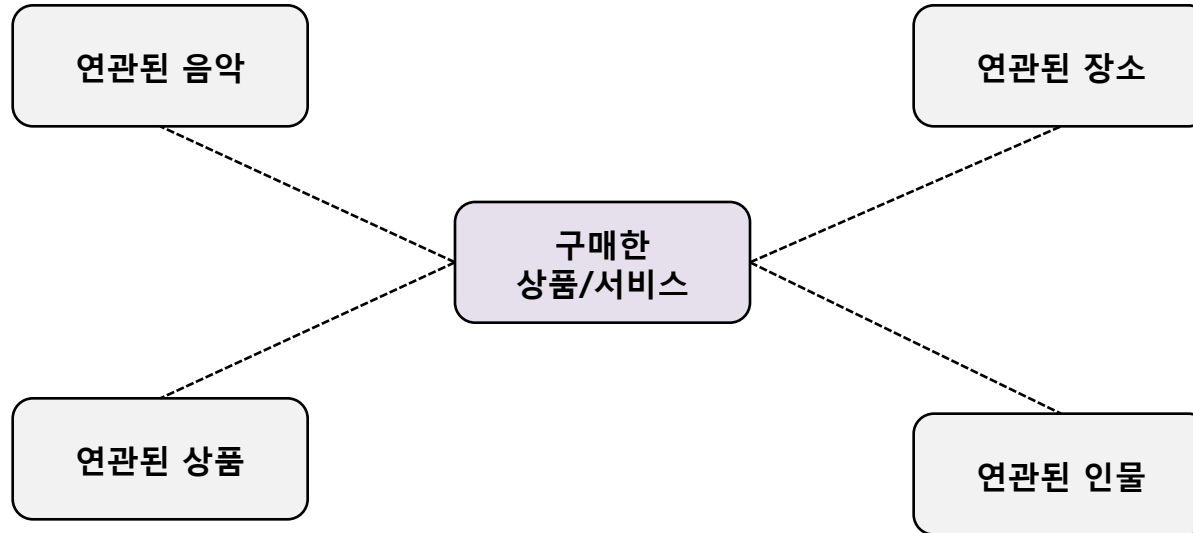 연관된 음악
연관된 장소
구매한
상품/서비스
연관된 상품
연관된 인물